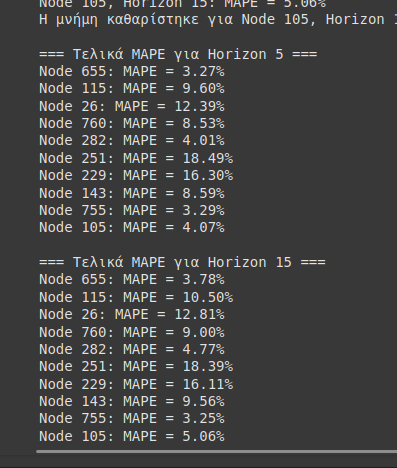 Node 105, Horizon 15: MAPE = 5.06%
Η μνήμη καθαρίστηκε για Node 105, Horizon
=== Τελικά MAPE για Horizon 5 ===
Node 655: MAPE = 3.27%
Node 115: MAPE = 9.60%
Node 26: MAPE = 12.39%
Node 760: MAPE = 8.53%
Node 282: MAPE = 4.01%
Node 251: MAPE = 18.49%
Node 229: MAPE = 16.30%
Node 143: MAPE = 8.59%
Node 755: MAPE = 3.29%
Node 105: MAPE = 4.07%
=== Τελικά MAPE για Horizon 15 ===
Node 655: MAPE = 3.78%
Node 115: MAPE = 10.50%
Node 26: MAPE = 12.81%
Node 760: MAPE = 9.00%
Node 282: MAPE = 4.77%
Node 251: MAPE = 18.39%
Node 229: MAPE = 16.11%
Node 143: MAPE = 9.56%
Node 755: MAPE = 3.25%
Node 105: MAPE = 5.06%